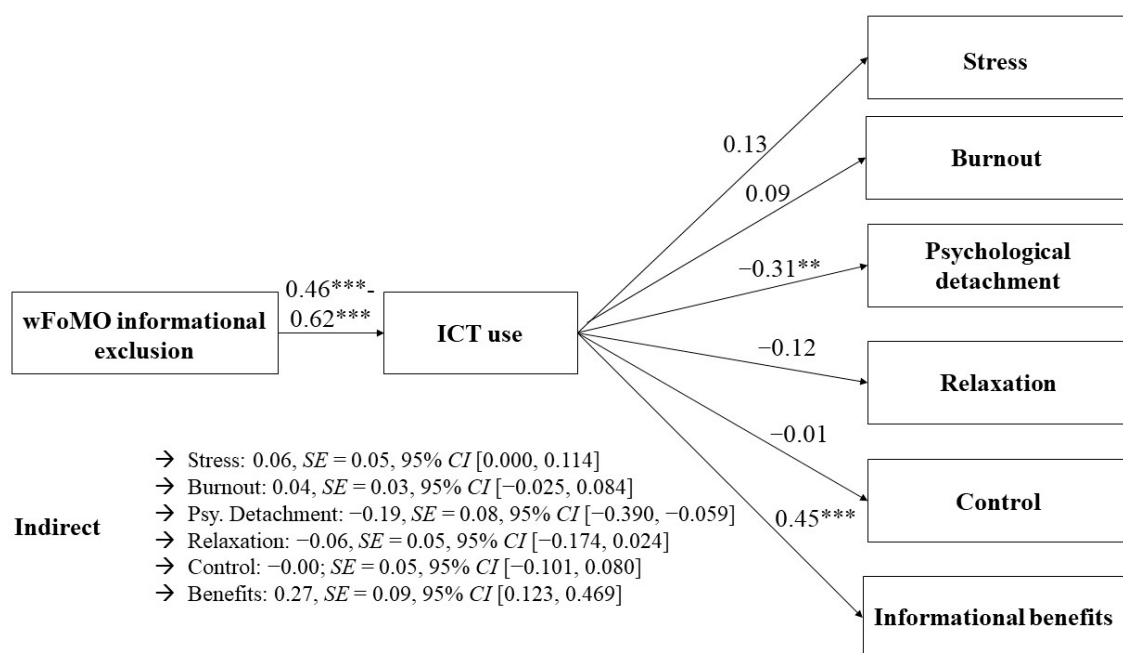 Stress
0.13
Burnout
0.09
Psychological
detachment
−0.31**
0.46***-
0.62***
wFoMO informational
exclusion
ICT use
−0.12
Relaxation
−0.01
Control
0.45***
Informational benefits
Indirect
→ Stress: 0.06, SE = 0.05, 95% CI [0.000, 0.114]
→ Burnout: 0.04, SE = 0.03, 95% CI [−0.025, 0.084]
→ Psy. Detachment: −0.19, SE = 0.08, 95% CI [−0.390, −0.059]
→ Relaxation: −0.06, SE = 0.05, 95% CI [−0.174, 0.024]
→ Control: −0.00; SE = 0.05, 95% CI [−0.101, 0.080]
→ Benefits: 0.27, SE = 0.09, 95% CI [0.123, 0.469]